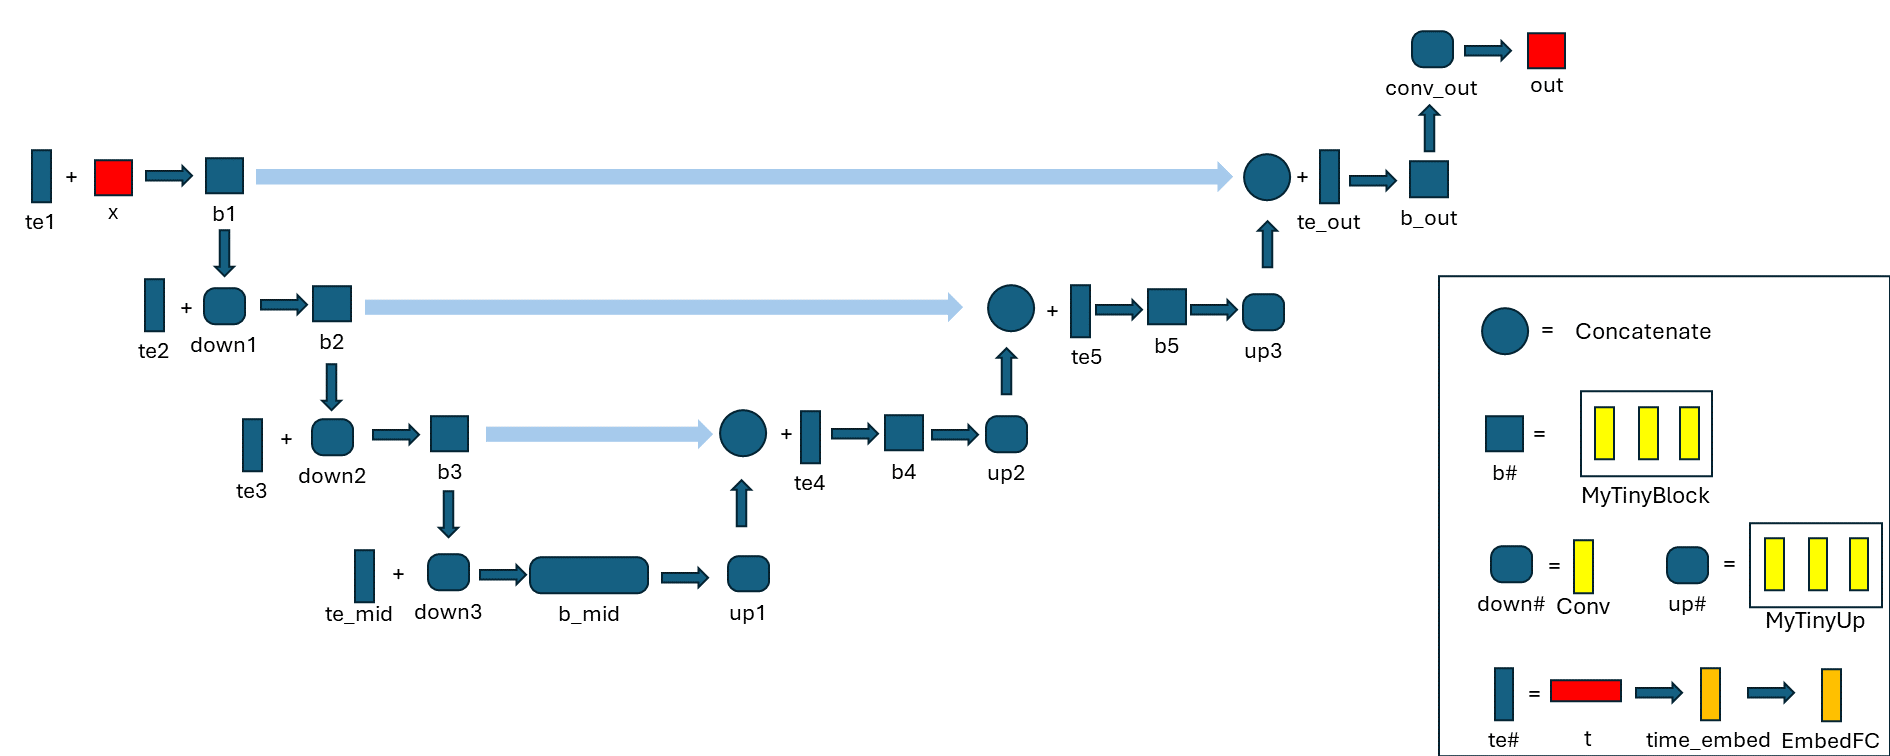 conv_out
out
+
+
te1
x
b1
te_out
b_out
+
+
te2
down1
b2
te5
b5
up3
= Concatenate
+
+
te3
down2
b3
te4
b4
up2
=
b#
MyTinyBlock
+
te_mid
down3
b_mid
up1
=
=
down#
Conv
up#
MyTinyUp
=
te#
t
time_embed
EmbedFC